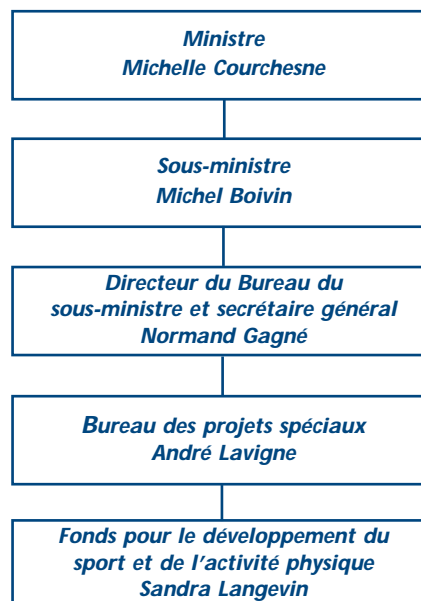 Ministre
Michelle Courchesne
Sous-ministre
Michel Boivin
Directeur du Bureau du
sous-ministre et secrétaire général
Normand Gagné
Bureau des projets spéciaux
André Lavigne
Fonds pour le développement du
sport et de l'activité physique
Sandra Langevin